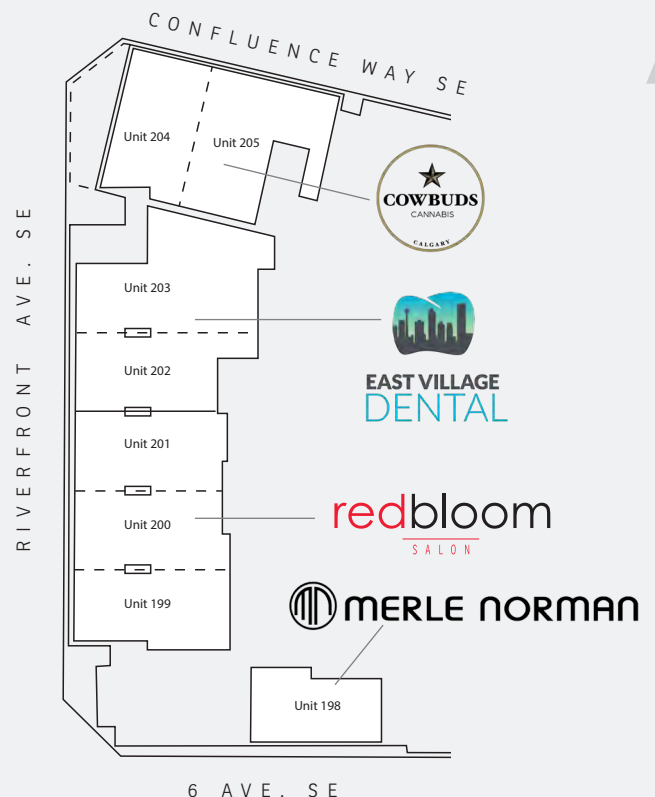 CONFLUENCE WAY SE
Unit 204
Unit 205
COWBUDS
CANNABIS
CALGARY
RIVERFRONT AVE. SE
Unit 203
Unit 202
EAST VILLAGE
DENTAL
Unit 201
Unit 200
redbloom
SALON
Unit 199
MERLE NORMAN
Unit 198
6 AVE. SE